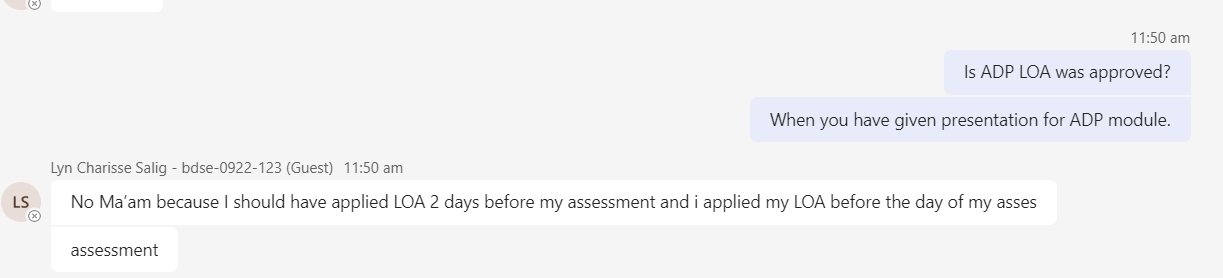 11:50 am
Is ADP LOA was approved?
When you have given presentation for ADP module.
Lyn Charisse Salig - bdse-0922-123 (Guest) 11:50 am
LS
No Ma'am because I should have applied LOA 2 days before my assessment and i applied my LOA before the day of my asses
assessment